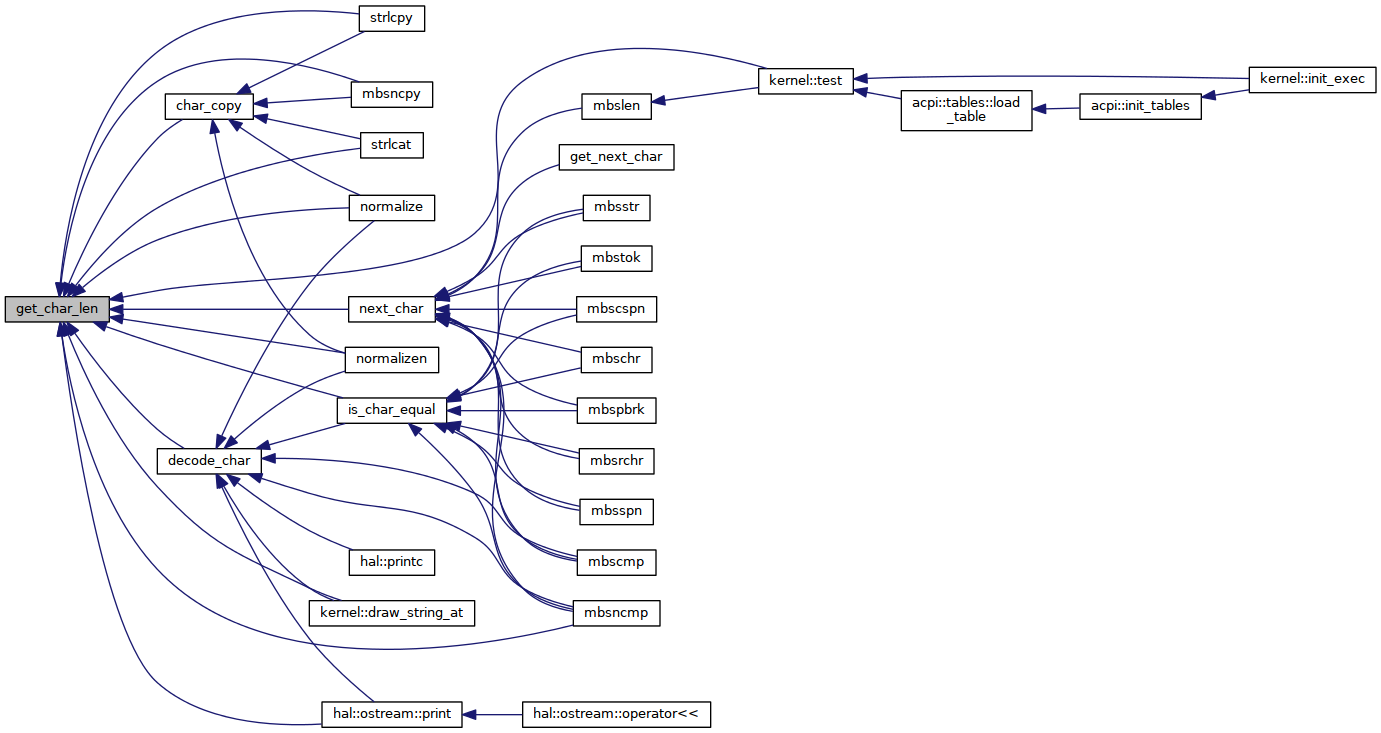 strlcpy
kernel::test
kernel::init_exec
mbsncpy
char_copy
mbslen
acpi::tables::load
_table
acpi::init_tables
strlcat
get_next_char
normalize
mbsstr
mbstok
get_char_len
next_char
mbscspn
normalizen
mbschr
is_char_equal
mbspbrk
decode_char
mbsrchr
mbsspn
hal::printc
mbscmp
kernel::draw_string_at
mbsncmp
hal::ostream::print
hal::ostream::operator<<